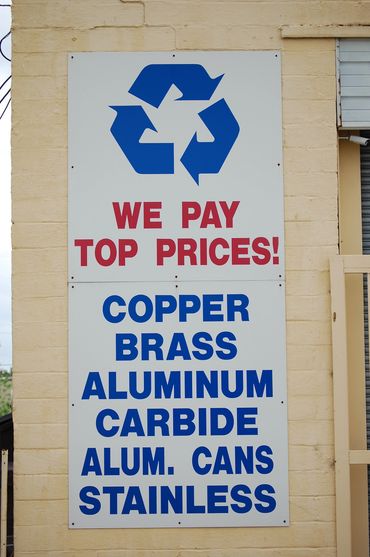 WE PAY
TOP PRICES!
COPPER
BRASS
ALUMINUM
CARBIDE
ALUM. CANS
STAINLESS